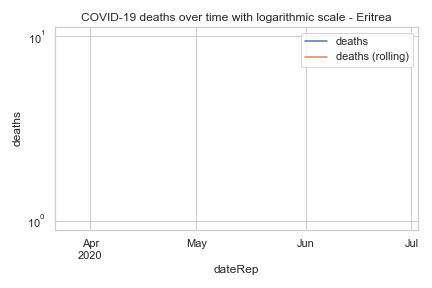 COVID-19 deaths over time with logarithmic scale - Eritrea
deaths
deaths (rolling)
10¹
deaths
10⁰
Apr
2020
May
Jun
Jul
dateRep